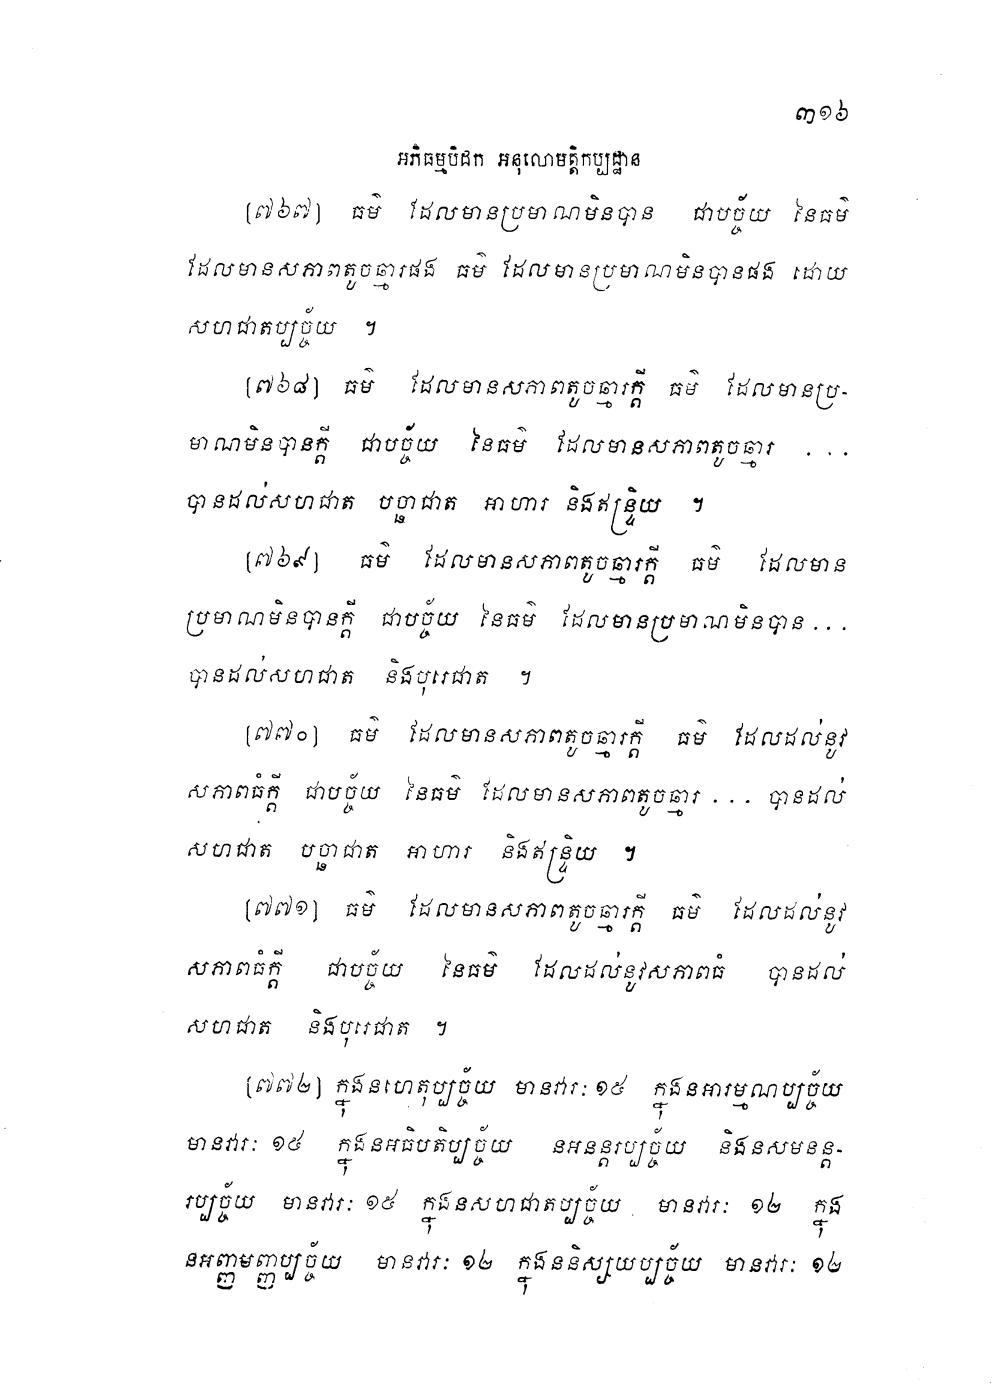 ៣១៦
អភិធម្មបិដក អនុលោមត្តិកប្បដ្ឋាន
[៧៦៧] ធម៌ ដែលមានប្រមាណមិនបាន ជាបច្ច័យ នៃធម៌
ដែលមានសភាពតូចឆ្មារផង ធម៌ ដែលមានប្រមាណមិនបានផង ដោយ
សហជាតប្បច្ច័យ ។
[៧៦៨] ធម៌ ដែលមានសភាពតូចឆ្មារក្តី ធម៌ ដែលមានប្រ-
មាណមិនបានក្តី ជាបច្ច័យ នៃធម៌ ដែលមានសភាពតូចឆ្មារ ...
បានដល់សហជាត បច្ឆាជាត អាហារ និងឥន្ទ្រិយ ។
[៧៦៩] ធម៌ ដែលមានសភាពតូចឆ្មារក្តី ធម៌ ដែលមាន
ប្រមាណមិនបានក្តី ជាបច្ច័យ នៃធម៌ ដែលមានប្រមាណមិនបាន ...
បានដល់សហជាត និងបុរេជាត ។
[៧៧០] ធម៌ ដែលមានសភាពតូចឆ្មារក្តី ធម៌ ដែលដល់នូវ
សភាពធំក្តី ជាបច្ច័យ នៃធម៌ ដែលមានសភាពតូចឆ្មារ ... បានដល់
សហជាត បច្ឆាជាត អាហារ និងឥន្ទ្រិយ ។
[៧៧១] ធម៌ ដែលមានសភាពតូចឆ្មារក្តី ធម៌ ដែលដល់នូវ
សភាពធំក្តី ជាបច្ច័យ នៃធម៌ ដែលដល់នូវសភាពធំ បានដល់
សហជាត និងបុរេជាត ។
[៧៧២] ក្នុងនហេតុប្បច្ច័យ មានវារៈ ១៥ ក្នុងនអារម្មណប្បច្ច័យ
មានវារៈ ១៥ ក្នុងនអធិបតិប្បច្ច័យ នអនន្តរប្បច្ច័យ និងនសមនន្ត-
រប្បច្ច័យ មានវារៈ ១៥ ក្នុងនសហជាតប្បច្ច័យ មានវារៈ ១២ ក្នុង
នអញ្ញមញ្ញប្បច្ច័យ មានវារៈ ១២ ក្នុងននិស្សយប្បច្ច័យ មានវារៈ ១២